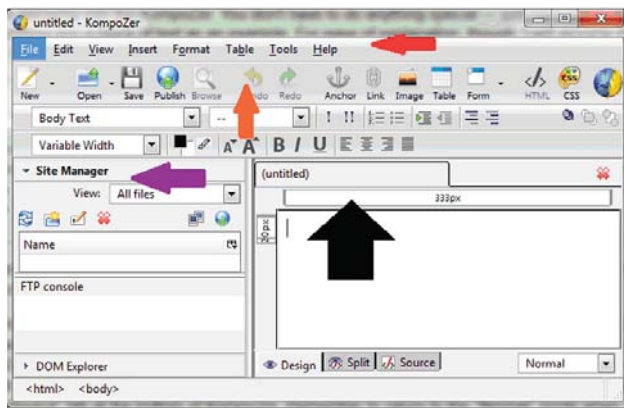 untitled - KompoZer
File Edit View Insert Format Table Tools Help
New Open Save Publish Browse Undo Redo Anchor Link Image Table Form HTML CSS
Body Text --
Variable Width A A B I U
Site Manager (untitled)
View: All files
333px
Name
FTP console
DOM Explorer
Design Split Source Normal
<html> <body>